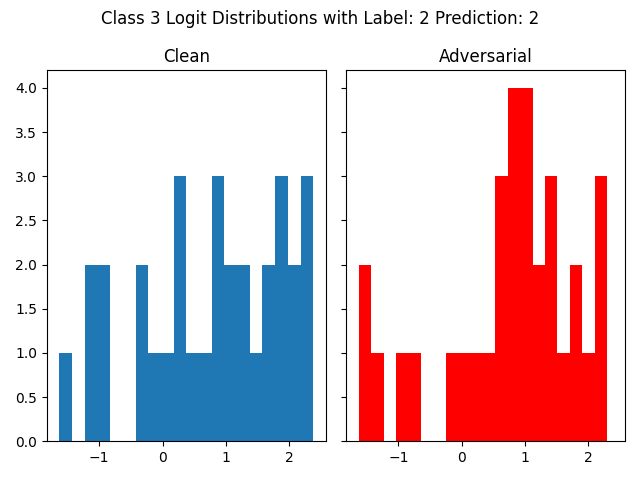 Class 3 Logit Distributions with Label: 2 Prediction: 2
Clean
Adversarial
4.0
3.5
3.0
2.5
2.0
1.5
1.0
0.5
0.0
−1 0 1 2
−1 0 1 2